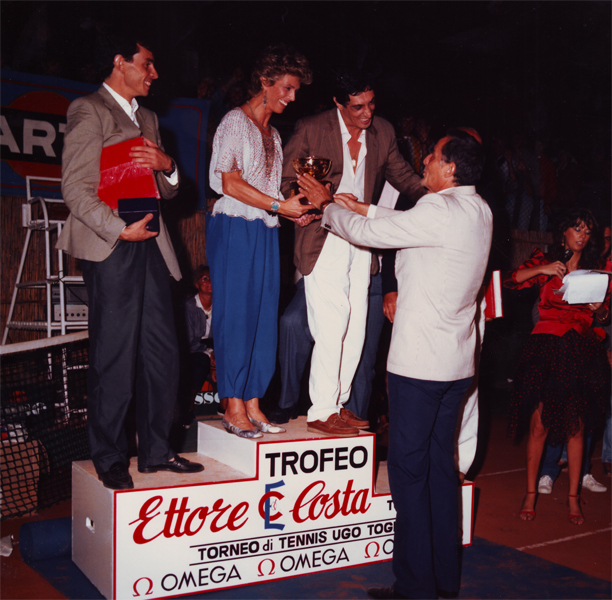 ART
TROFEO
Ettore E Costa
TORNEO di TENNIS UGO TOG
Ω OMEGA Ω OMEGA Ω